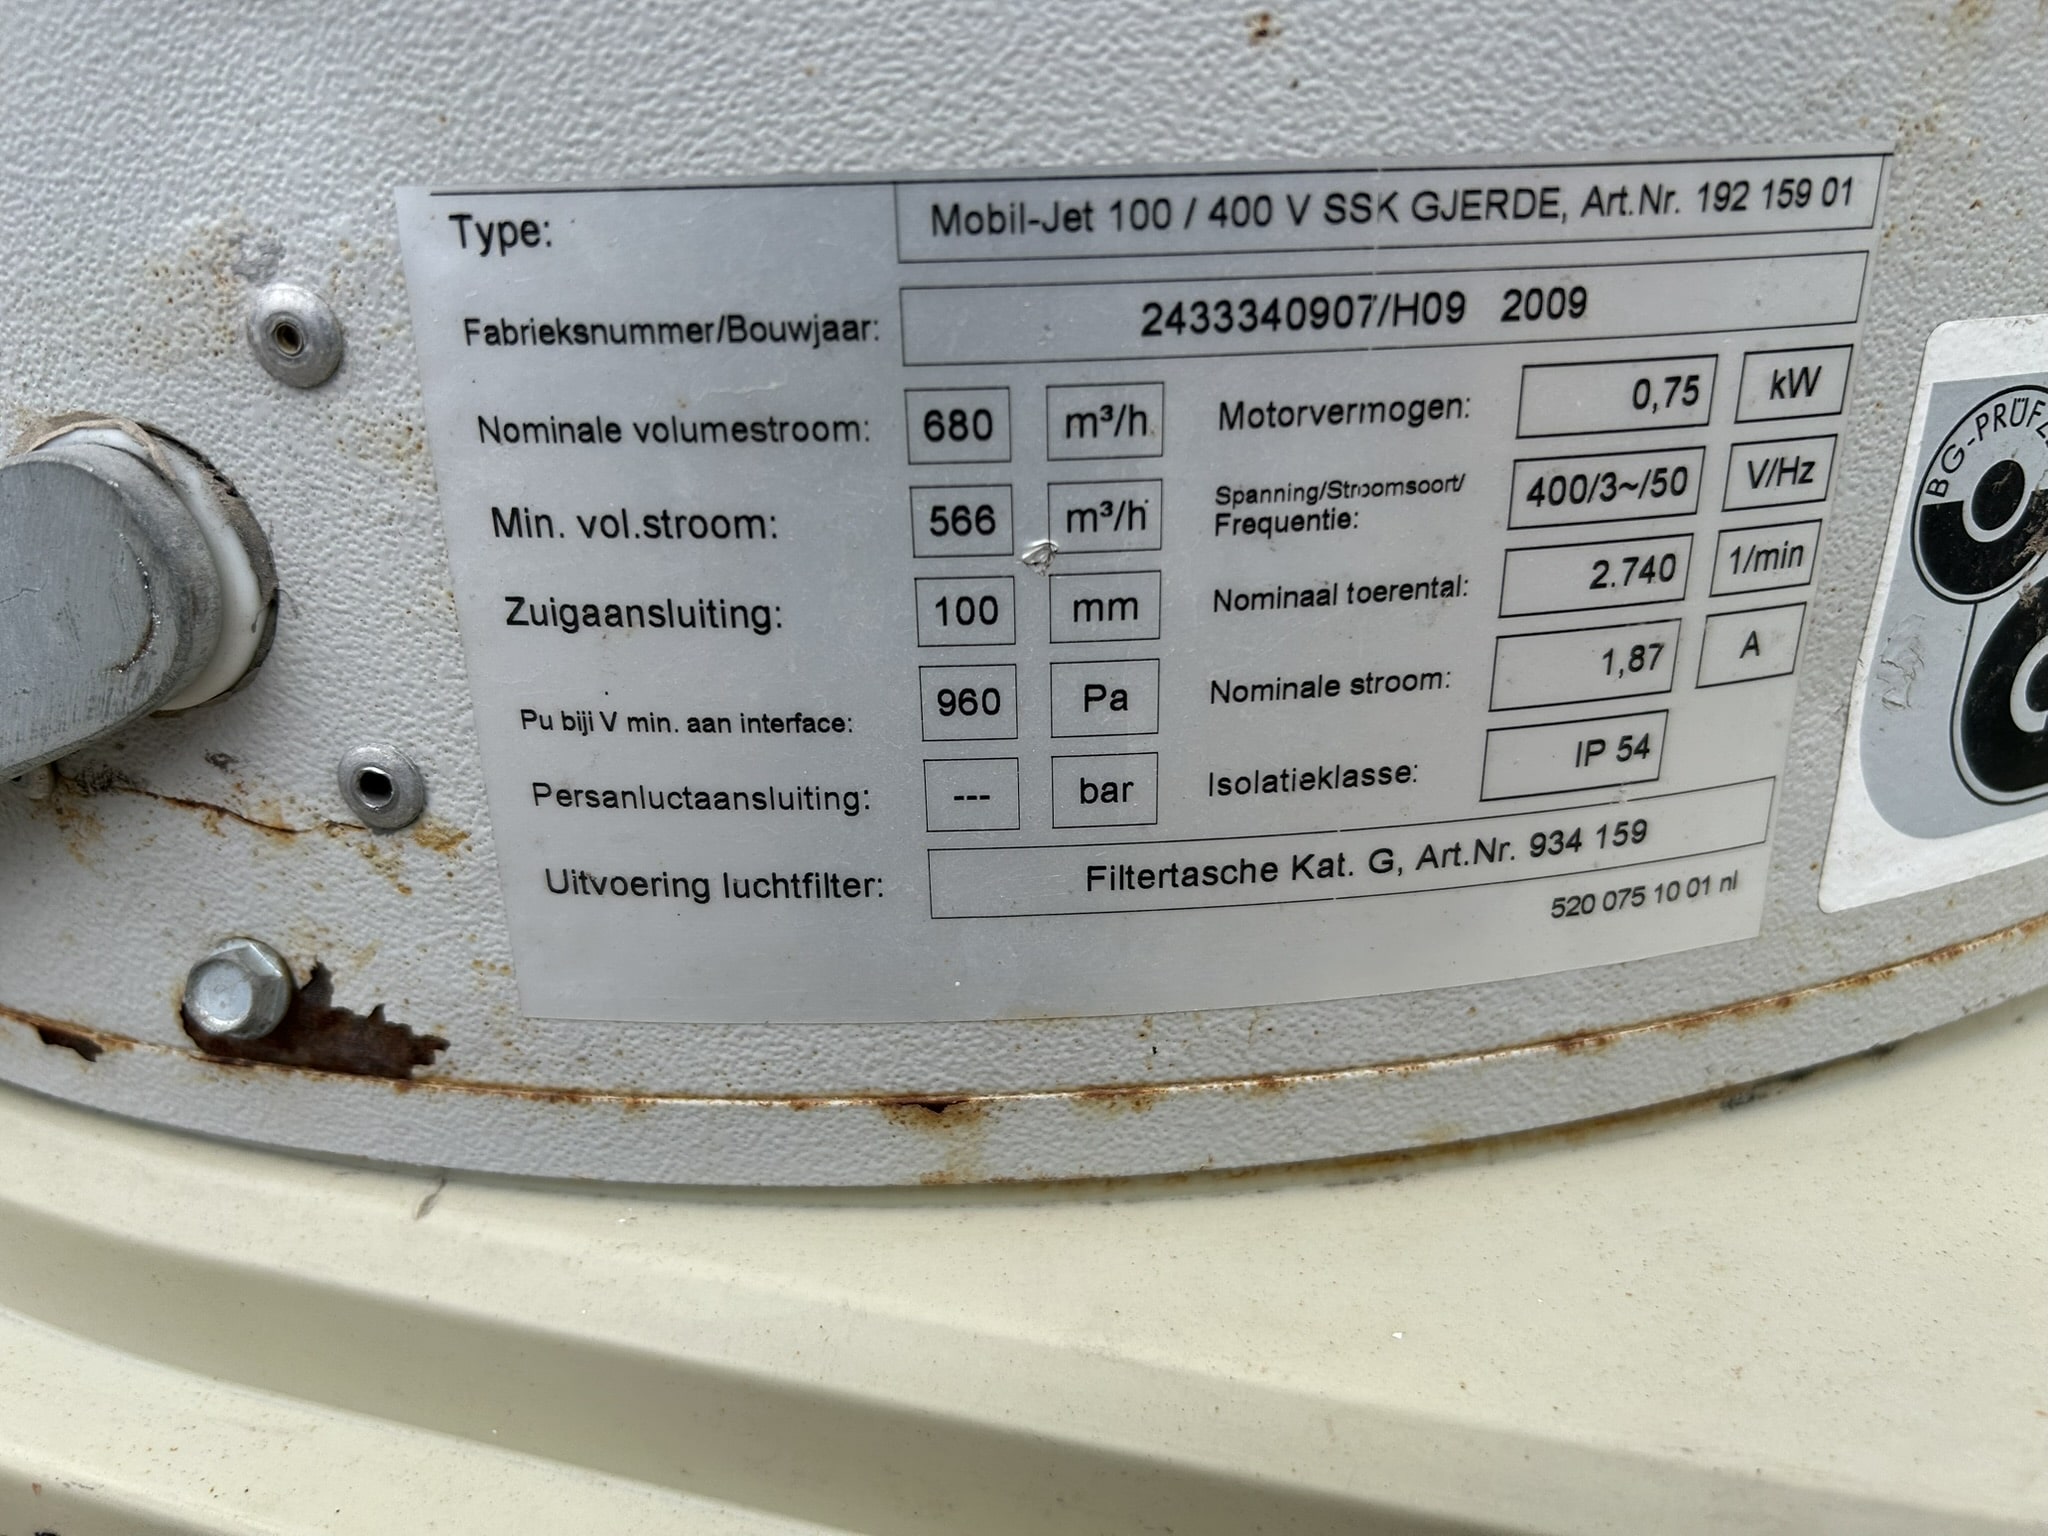 Type: Mobil-Jet 100 / 400 V SSK GJERDE, Art.Nr. 192 159 01
Fabrieksnummer/Bouwjaar: 2433340907/H09 2009
Nominale volumestroom: 680 m³/h Motorvermogen: 0,75 kW
Min. vol.stroom: 566 m³/h Spanning/Stroomsoort/
Frequentie: 400/3~/50 V/Hz
Zuigaansluiting: 100 mm Nominaal toerental: 2.740 1/min
Pu biji V min. aan interface: 960 Pa Nominale stroom: 1,87 A
Persanluctaansluiting: --- bar Isolatieklasse: IP 54
Uitvoering luchtfilter: Filtertasche Kat. G, Art.Nr. 934 159
520 075 10 01 nl